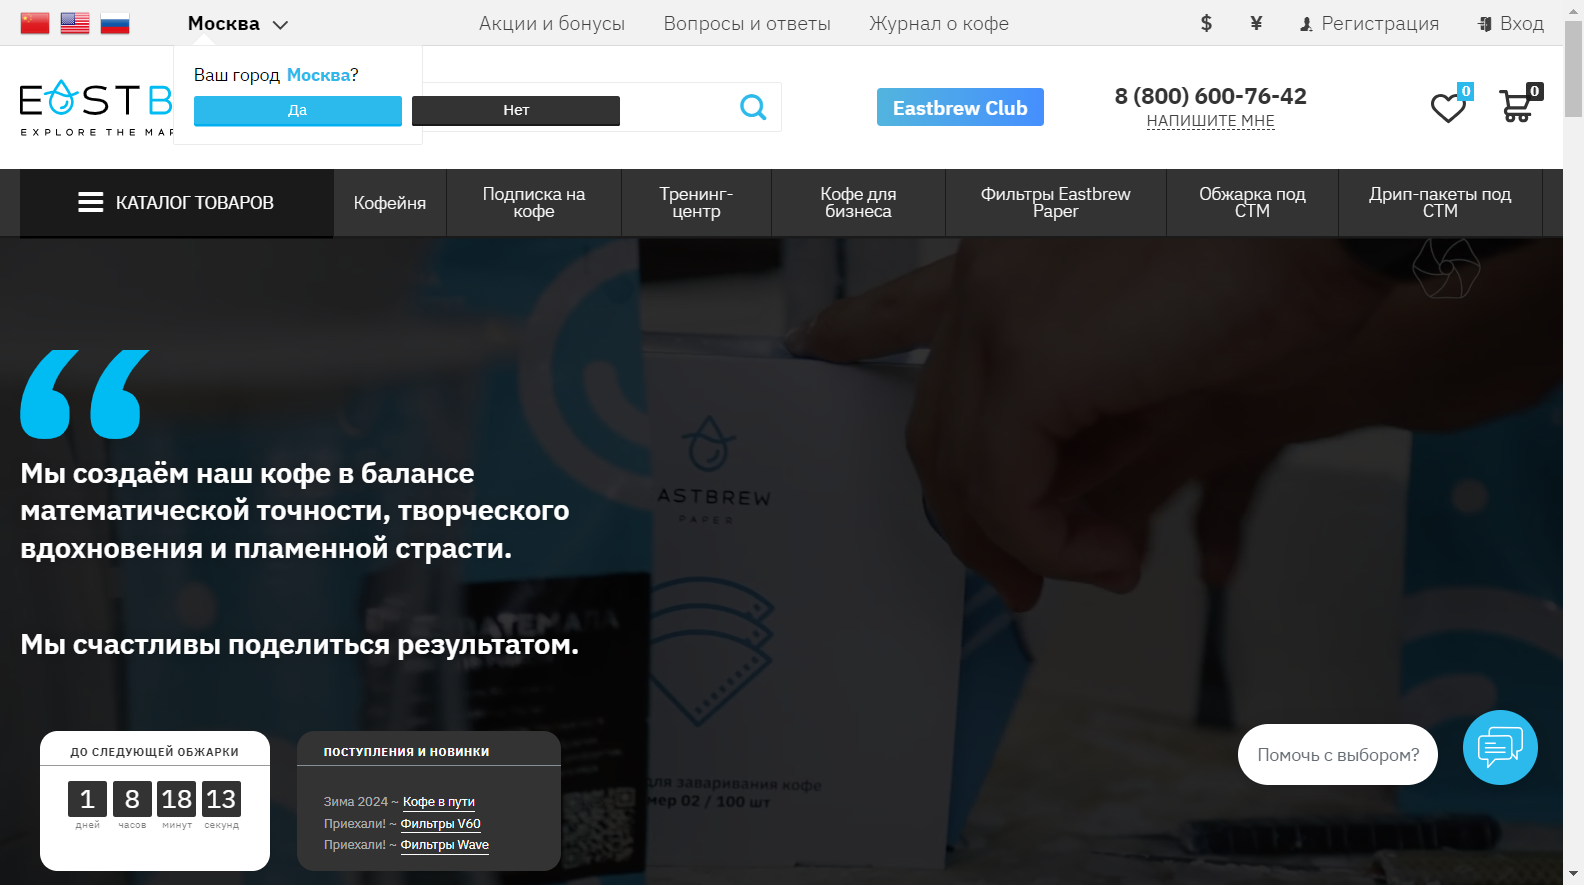 Москва
Акции и бонусы
Вопросы и ответы
Журнал о кофе
$
¥
Регистрация
Вход
Ваш город Москва?
Да
Нет
EASTB
EXPLORE THE MAP
Eastbrew Club
8 (800) 600-76-42
НАПИШИТЕ МНЕ
0
0
КАТАЛОГ ТОВАРОВ
Кофейня
Подписка на
кофе
Тренинг-
центр
Кофе для
бизнеса
Фильтры Eastbrew
Paper
Обжарка под
СТМ
Дрип-пакеты под
СТМ
“
Мы создаём наш кофе в балансе
математической точности, творческого
вдохновения и пламенной страсти.
Мы счастливы поделиться результатом.
ASTBREW
PAPER
для заваривания кофе
мер 02 / 100 шт
ДО СЛЕДУЮЩЕЙ ОБЖАРКИ
1 8 18 13
дней часов минут секунд
ПОСТУПЛЕНИЯ И НОВИНКИ
Зима 2024 ~ Кофе в пути
Приехали! ~ Фильтры V60
Приехали! ~ Фильтры Wave
Помочь с выбором?